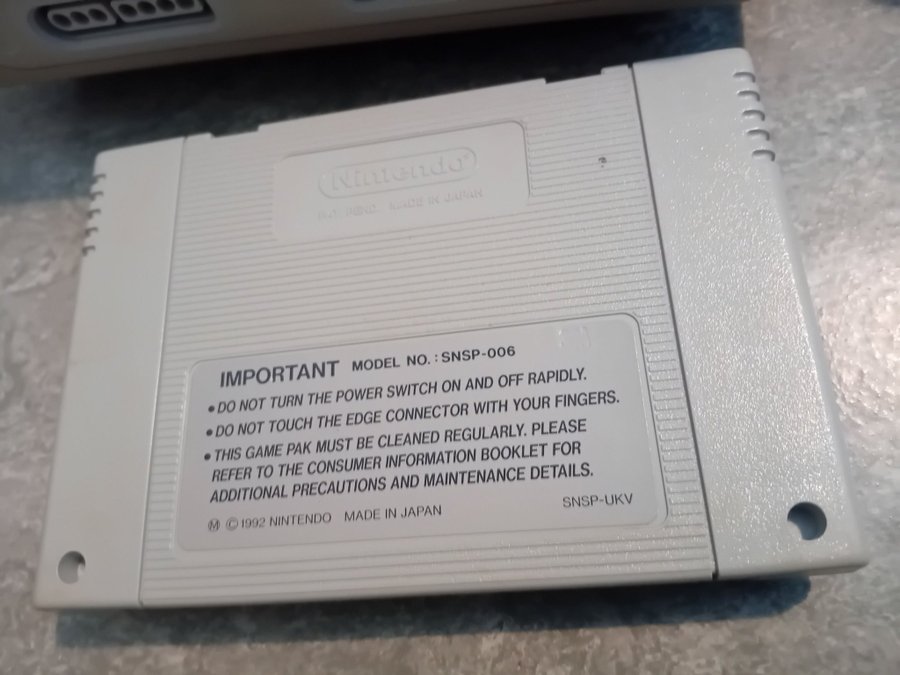 Nintendo®
PAT. PEND. MADE IN JAPAN
IMPORTANT MODEL NO.: SNSP-006
●DO NOT TURN THE POWER SWITCH ON AND OFF RAPIDLY.
●DO NOT TOUCH THE EDGE CONNECTOR WITH YOUR FINGERS.
●THIS GAME PAK MUST BE CLEANED REGULARLY. PLEASE
REFER TO THE CONSUMER INFORMATION BOOKLET FOR
ADDITIONAL PRECAUTIONS AND MAINTENANCE DETAILS.
Ⓜ ©1992 NINTENDO MADE IN JAPAN SNSP-UKV